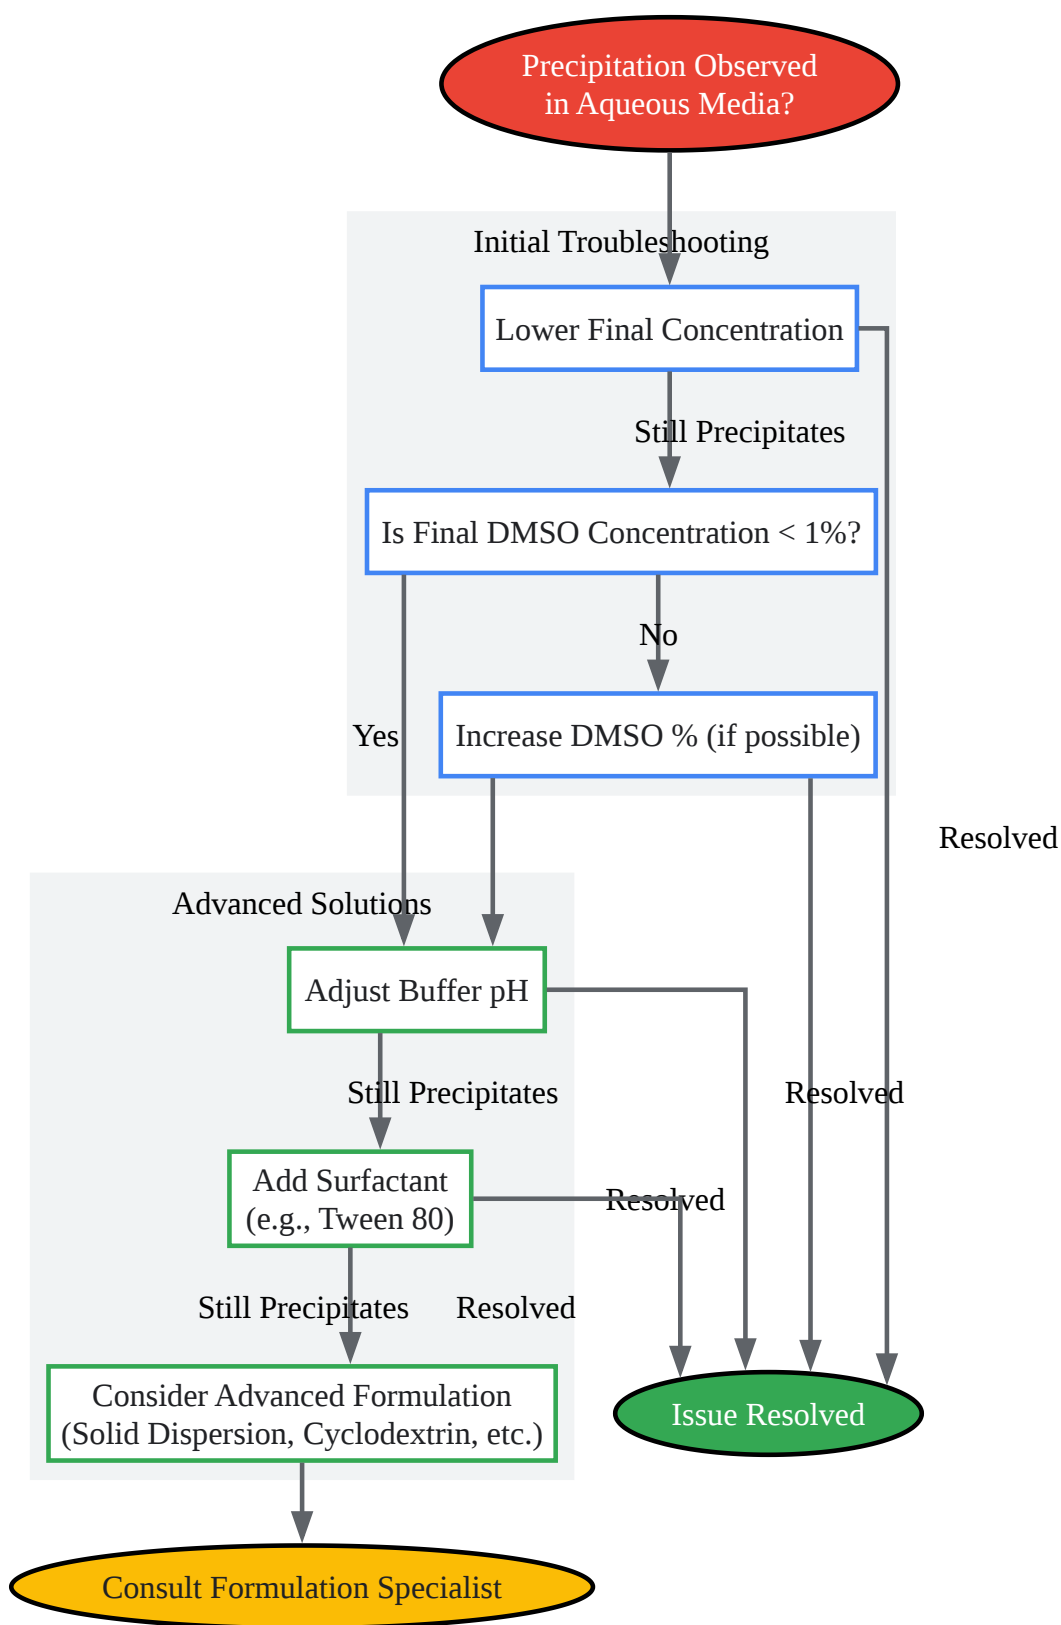 Precipitation Observed
in Aqueous Media?
Initial Troubleshooting
Lower Final Concentration
Still Precipitates
Is Final DMSO Concentration < 1%?
No
Yes
Increase DMSO % (if possible)
Resolved
Advanced Solutions
Adjust Buffer pH
Still Precipitates
Resolved
Add Surfactant
(e.g., Tween 80)
Resolved
Still Precipitates
Resolved
Consider Advanced Formulation
(Solid Dispersion, Cyclodextrin, etc.)
Issue Resolved
Consult Formulation Specialist